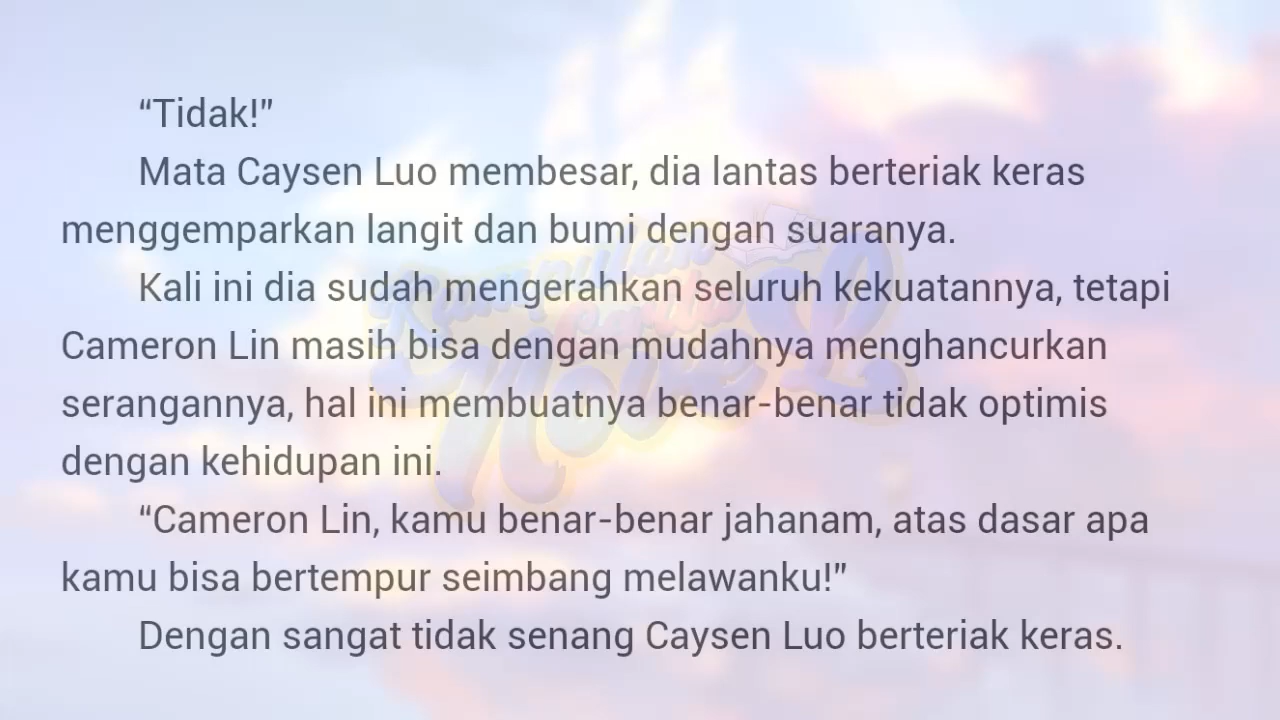 “Tidak!”
Mata Caysen Luo membesar, dia lantas berteriak keras
menggemparkan langit dan bumi dengan suaranya.
Kali ini dia sudah mengerahkan seluruh kekuatannya, tetapi
Cameron Lin masih bisa dengan mudahnya menghancurkan
serangannya, hal ini membuatnya benar-benar tidak optimis
dengan kehidupan ini.
“Cameron Lin, kamu benar-benar jahanam, atas dasar apa
kamu bisa bertempur seimbang melawanku!”
Dengan sangat tidak senang Caysen Luo berteriak keras.
Kumpulan
Novel